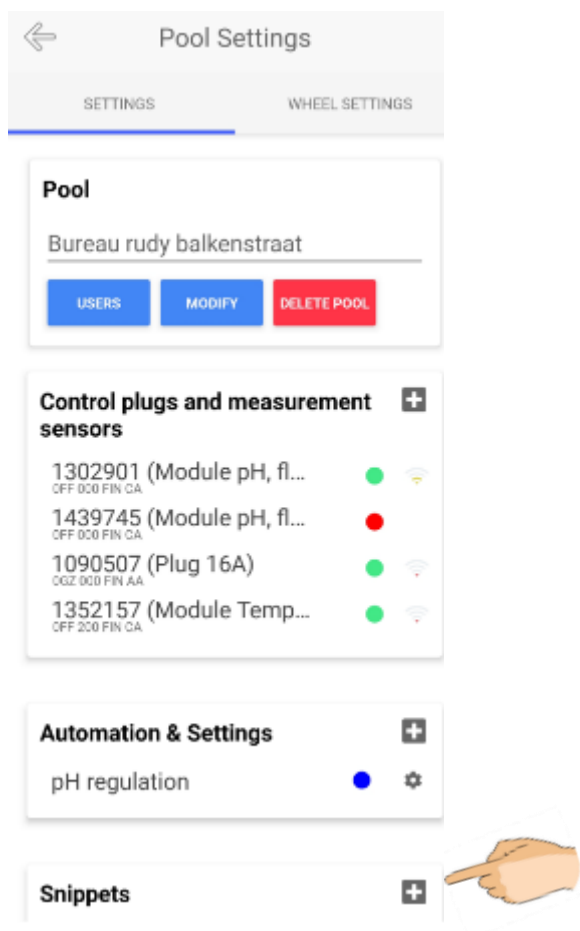 Pool Settings
SETTINGS WHEEL SETTINGS
Pool
Bureau rudy balkenstraat
USERS MODIFY DELETE POOL
Control plugs and measurement
sensors
1302901 (Module pH, fl...
OFF 000 FIN CA
1439745 (Module pH, fl...
OFF 000 FIN CA
1090507 (Plug 16A)
OGZ 000 FIN AA
1352157 (Module Temp...
OFF 200 FIN CA
Automation & Settings
pH regulation
Snippets